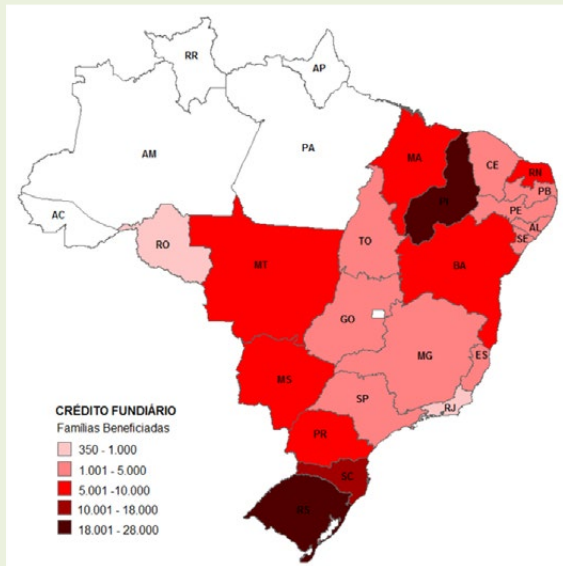 RR
AP
AM
PA
MA
CE
RN
PB
PI
PE
AL
SE
AC
RO
TO
MT
BA
GO
MG
ES
MS
SP
RJ
PR
SC
RS
CRÉDITO FUNDIÁRIO
Famílias Beneficiadas
350 - 1.000
1.001 - 5.000
5.001 -10.000
10.001 - 18.000
18.001 - 28.000